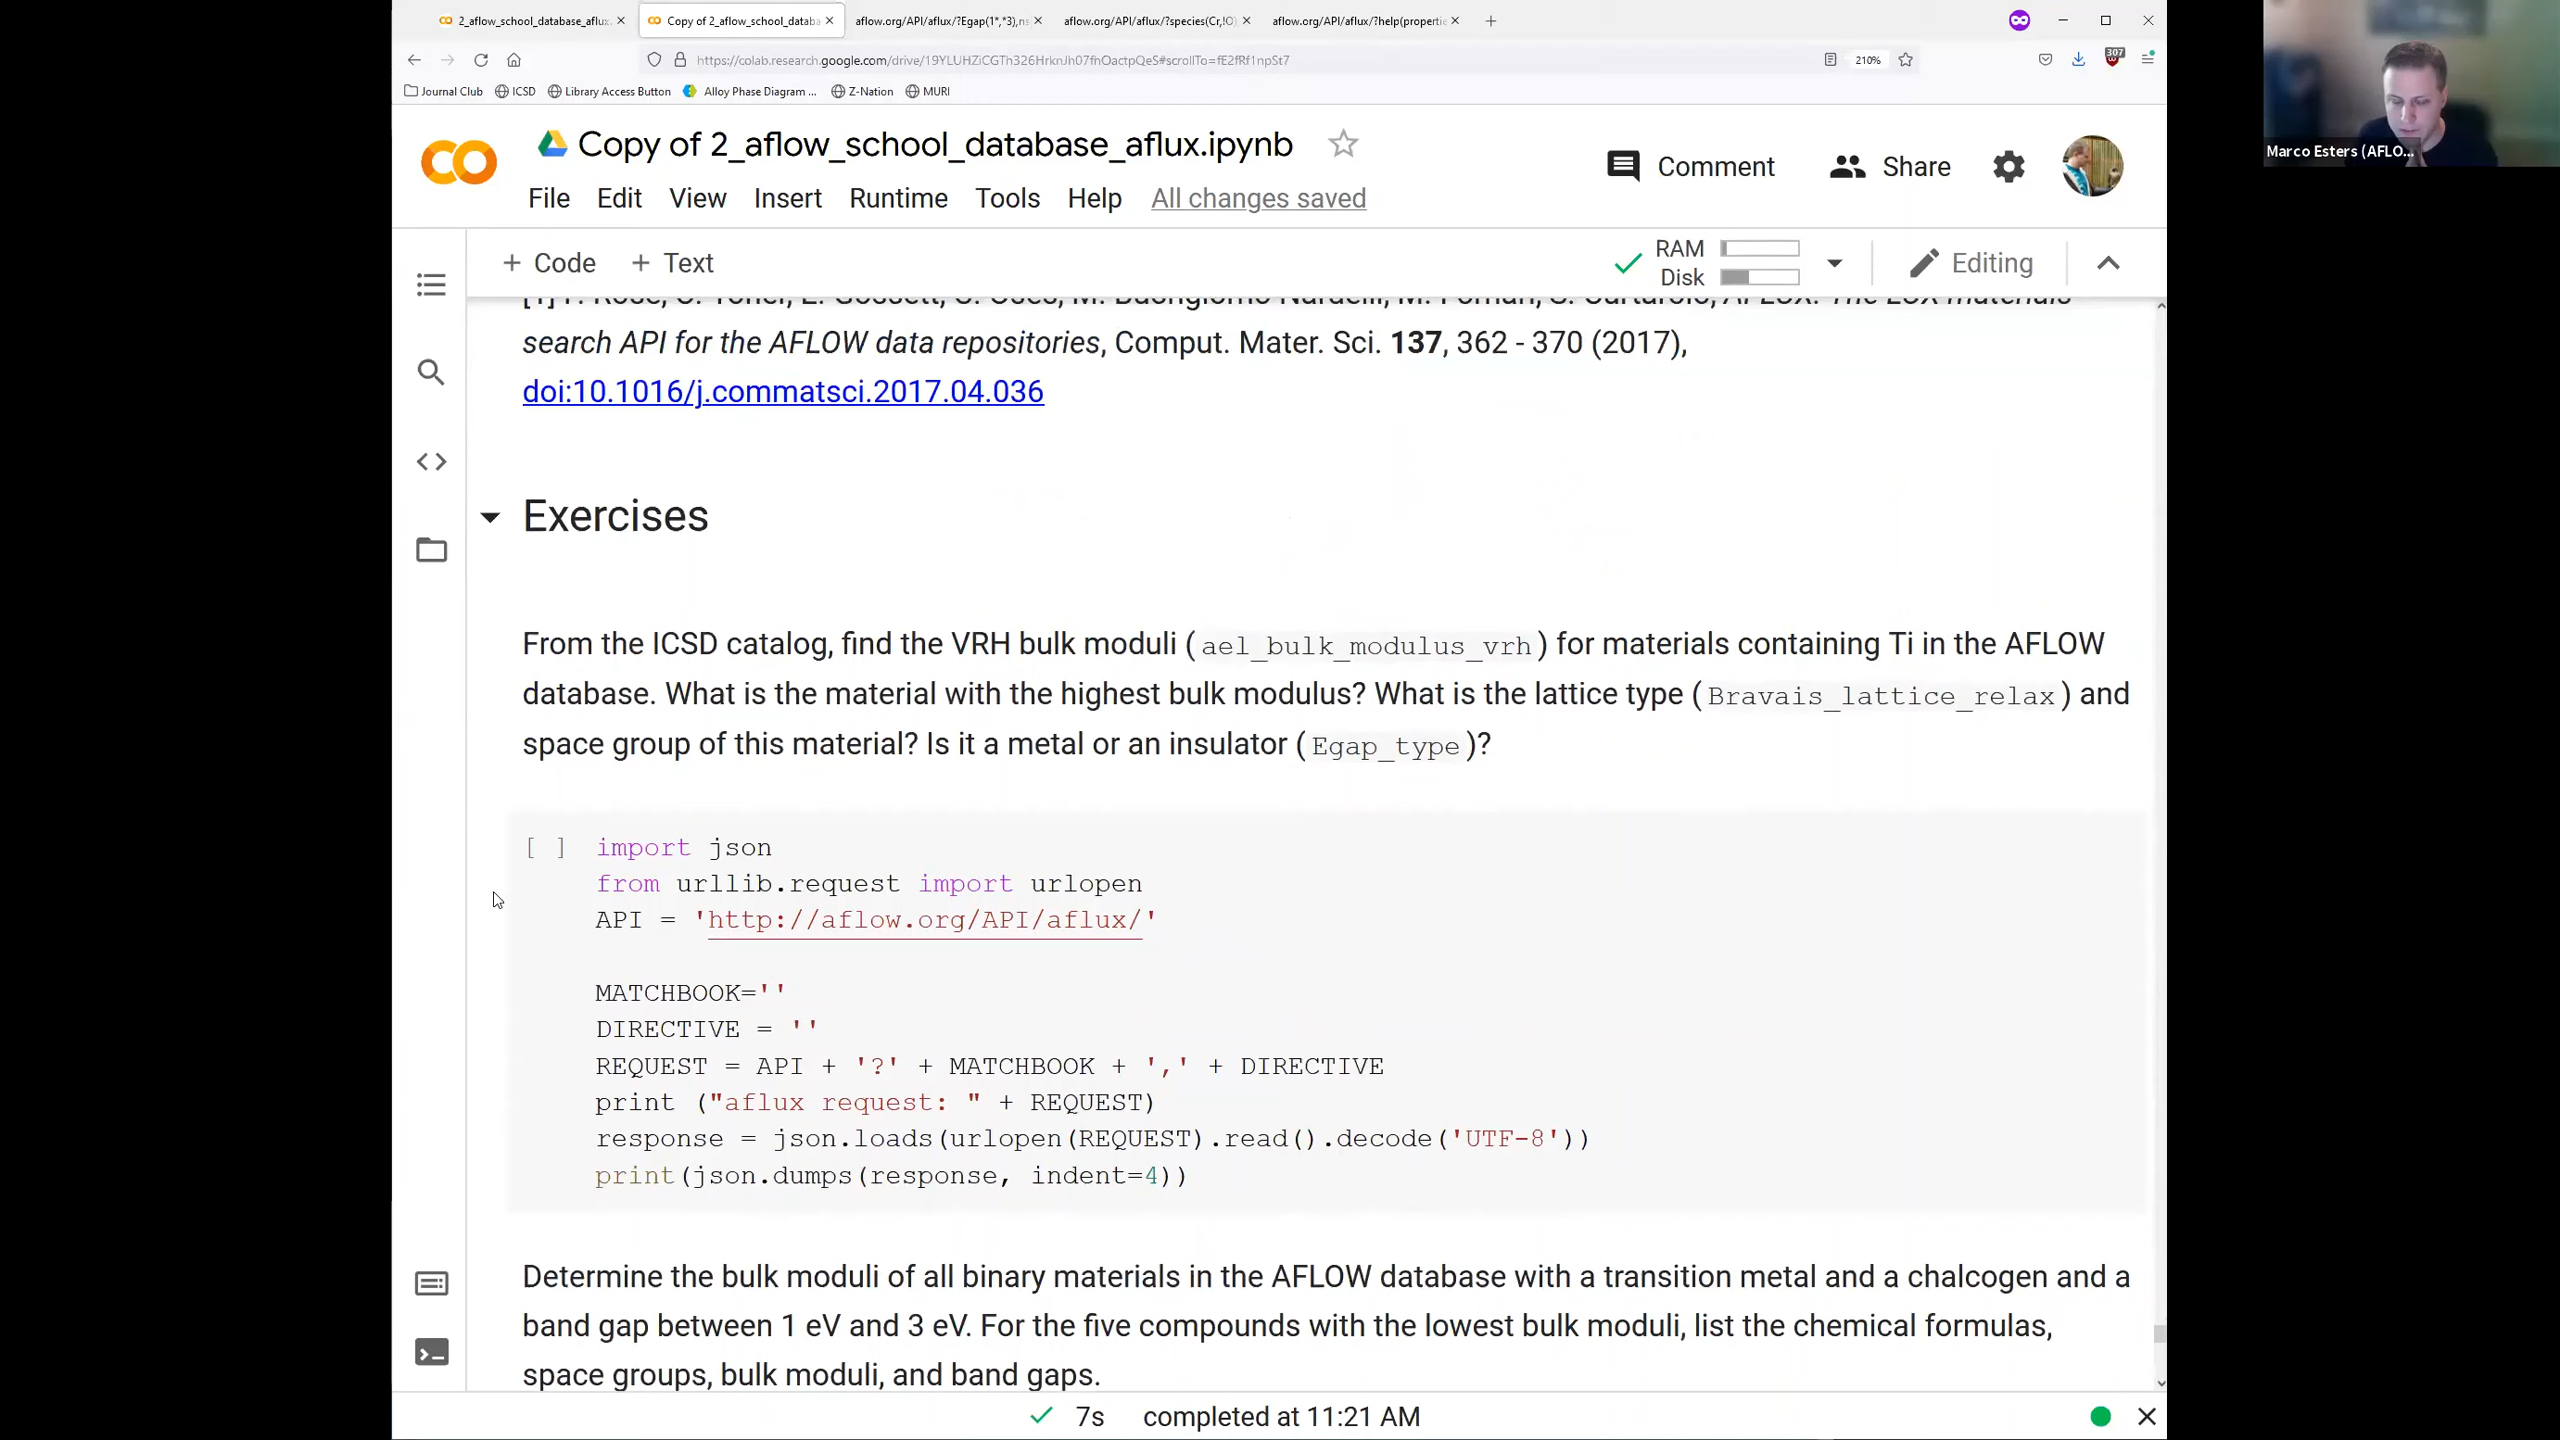 2_aflow_school_database_aflux.
Copy of 2_aflow_school_databa
aflow.org/API/aflux/?Egap(1*,*3),ns
aflow.org/API/aflux/?species(Cr,!O)
aflow.org/API/aflux/?help(properti
https://colab.research.google.com/drive/19YLUHZiCGTh326HrknJh07fhOactpQeS#scrollTo=fE2fRf1npSt7
210%
307
Journal Club
ICSD
Library Access Button
Alloy Phase Diagram ...
Z-Nation
MURI
Marco Esters (AFLO...
Copy of 2_aflow_school_database_aflux.ipynb
Comment
Share
File Edit View Insert Runtime Tools Help All changes saved
+ Code + Text
RAM
Disk
Editing
search API for the AFLOW data repositories, Comput. Mater. Sci. 137, 362 - 370 (2017),
doi:10.1016/j.commatsci.2017.04.036
Exercises
From the ICSD catalog, find the VRH bulk moduli (ael_bulk_modulus_vrh) for materials containing Ti in the AFLOW
database. What is the material with the highest bulk modulus? What is the lattice type (Bravais_lattice_relax) and
space group of this material? Is it a metal or an insulator (Egap_type)?
[ ] import json
from urllib.request import urlopen
API = 'http://aflow.org/API/aflux/'
MATCHBOOK=''
DIRECTIVE = ''
REQUEST = API + '?' + MATCHBOOK + ',' + DIRECTIVE
print ("aflux request: " + REQUEST)
response = json.loads(urlopen(REQUEST).read().decode('UTF-8'))
print(json.dumps(response, indent=4))
Determine the bulk moduli of all binary materials in the AFLOW database with a transition metal and a chalcogen and a
band gap between 1 eV and 3 eV. For the five compounds with the lowest bulk moduli, list the chemical formulas,
space groups, bulk moduli, and band gaps.
7s completed at 11:21 AM